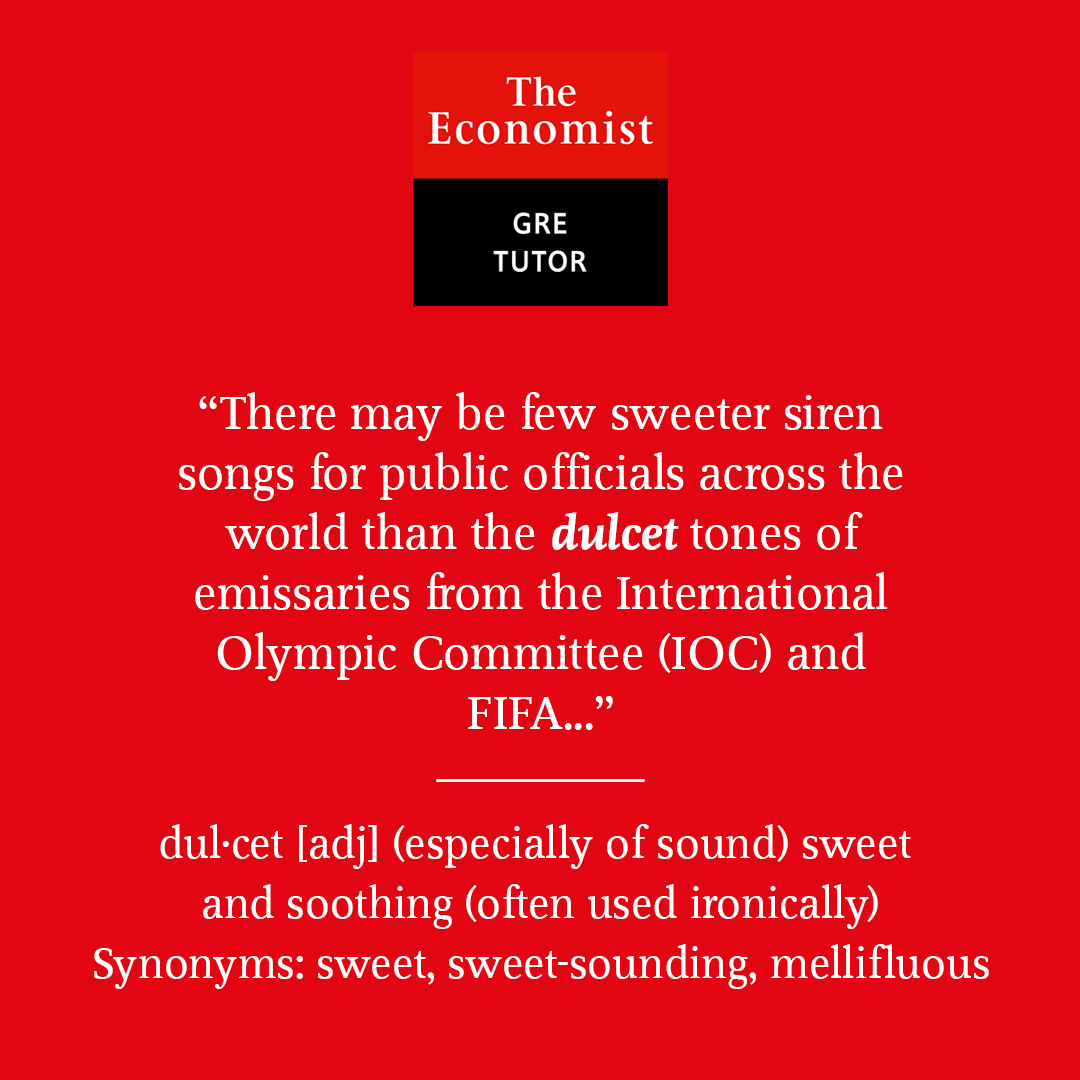 The
Economist
GRE
TUTOR
“There may be few sweeter siren
songs for public officials across the
world than the dulcet tones of
emissaries from the International
Olympic Committee (IOC) and
FIFA...”
dul·cet [adj] (especially of sound) sweet
and soothing (often used ironically)
Synonyms: sweet, sweet-sounding, mellifluous